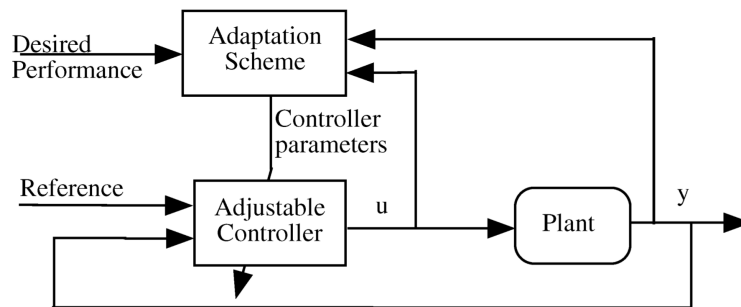 Desired
Performance
Adaptation
Scheme
Controller
parameters
Reference
Adjustable
Controller
u
Plant
y